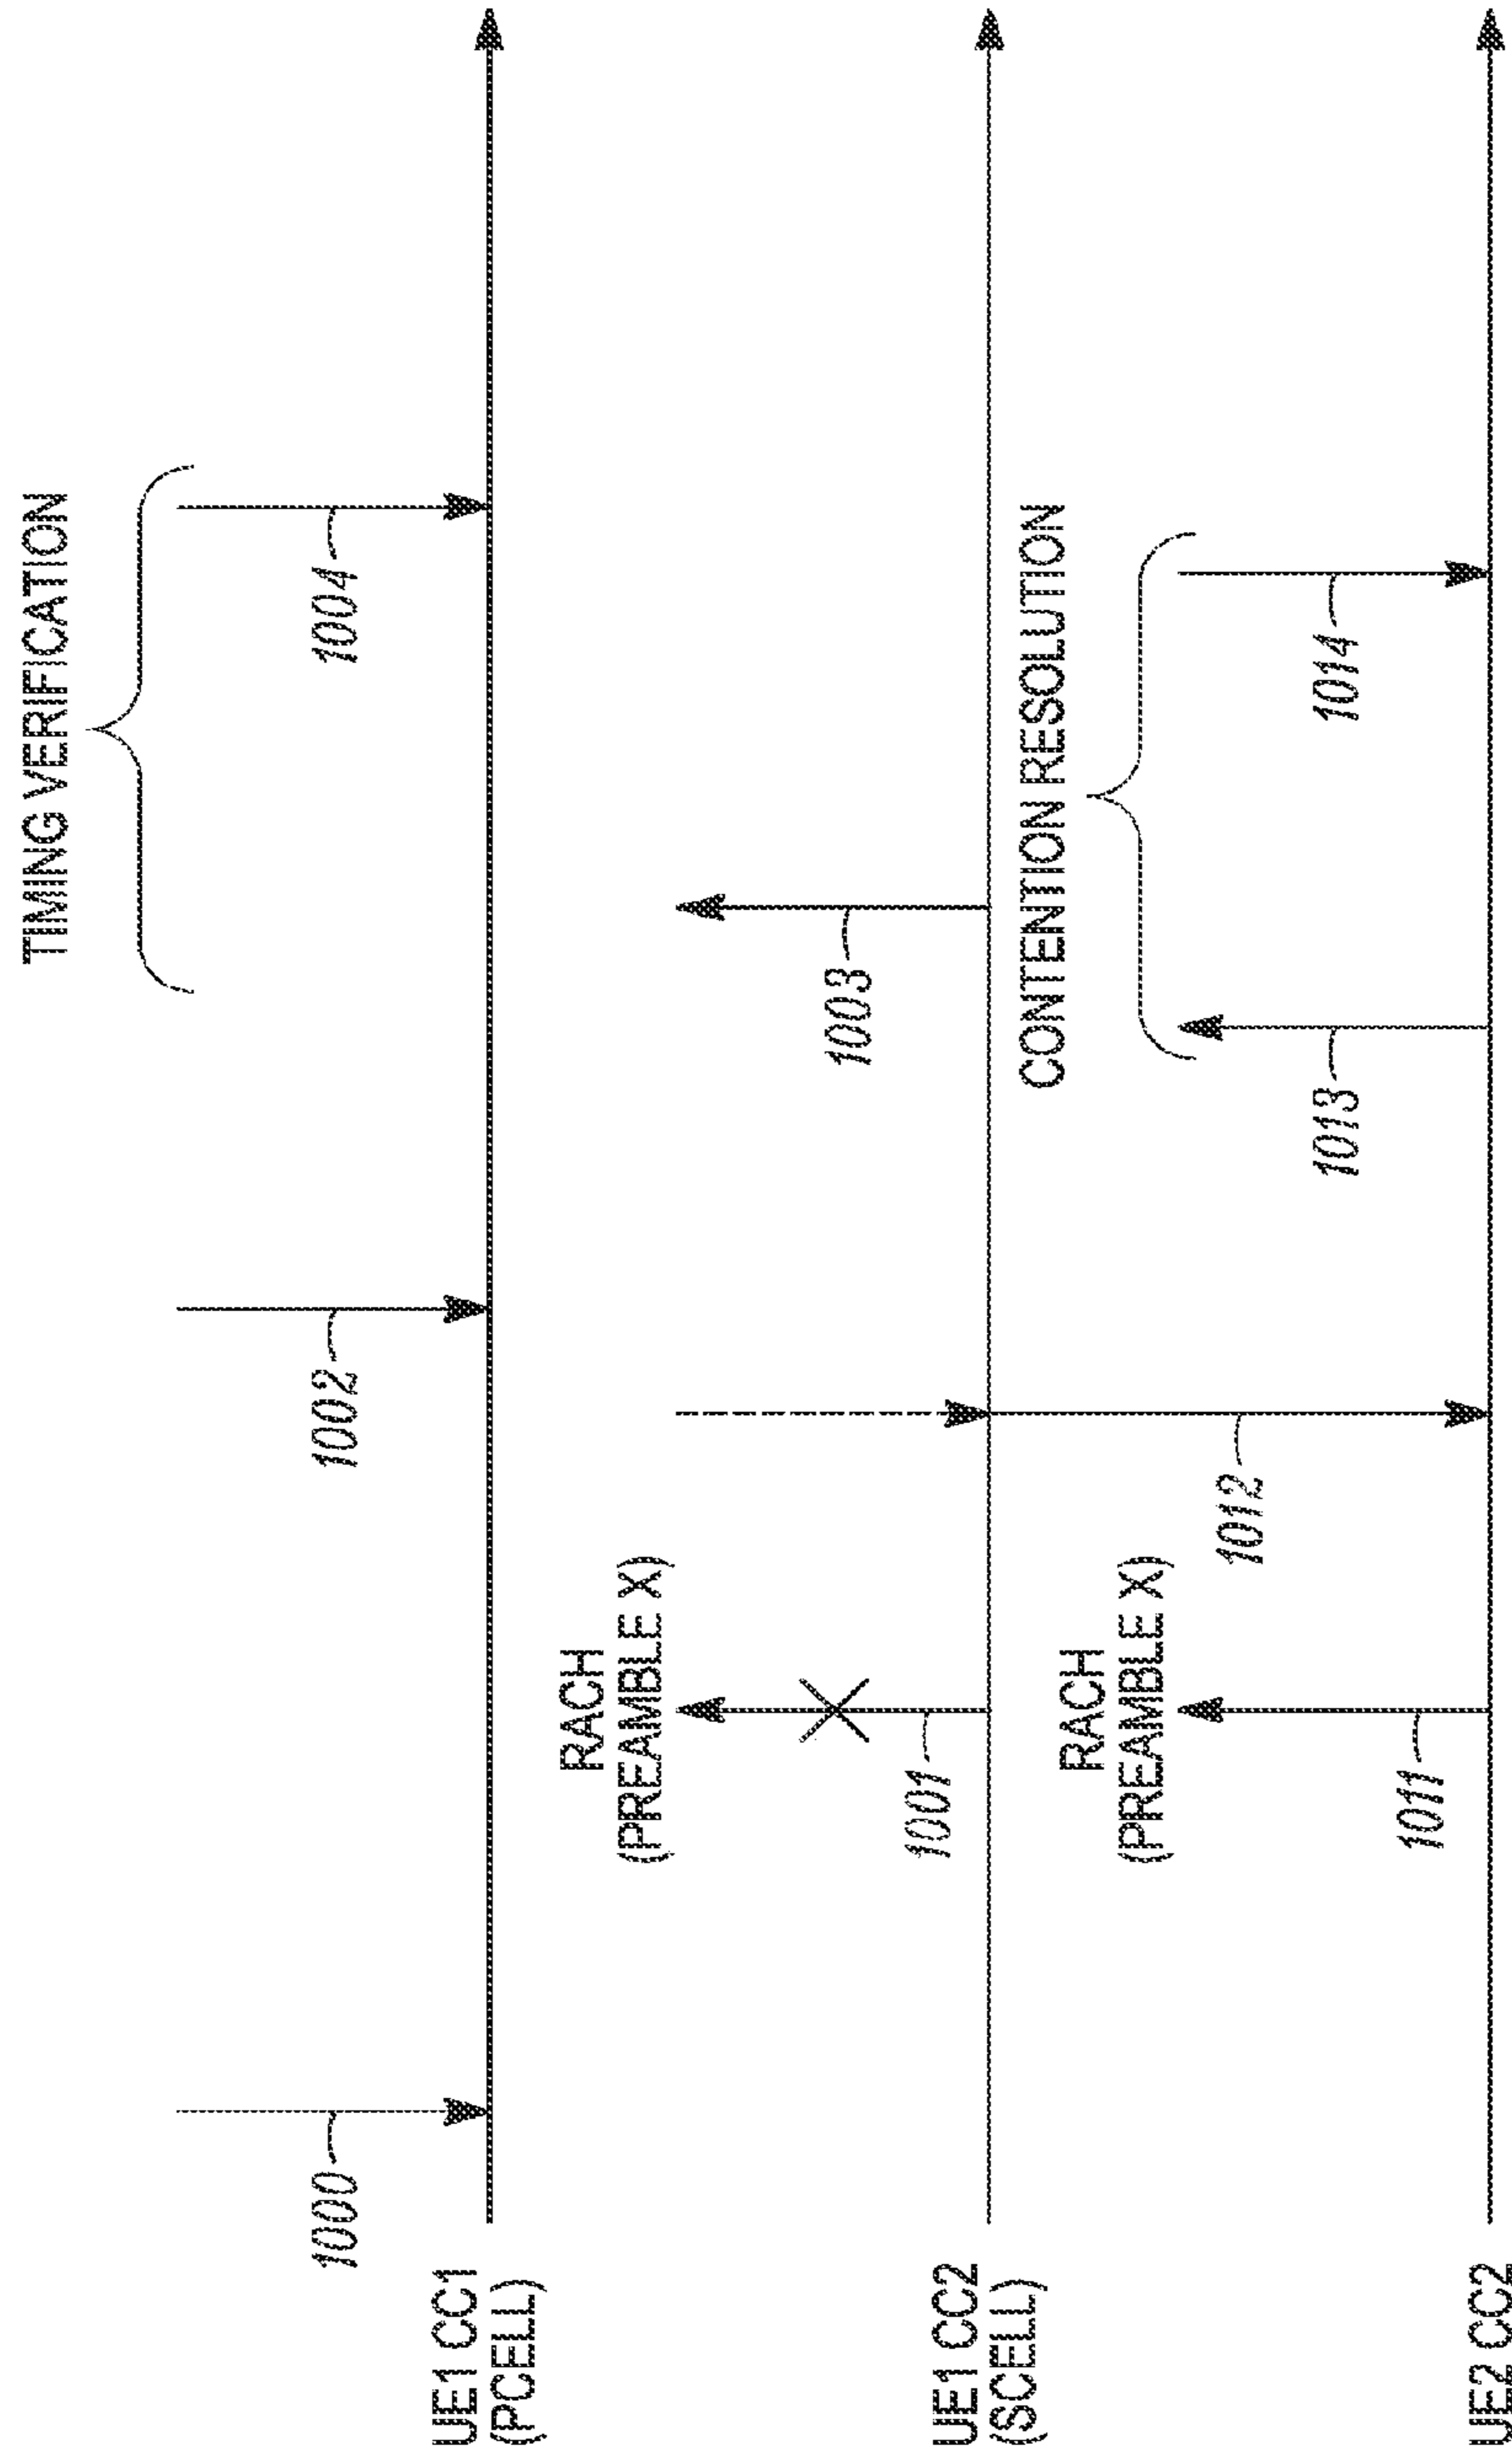 TIMING VERIFICATION
1000
1002
1004
UE1 CC1
(PCELL)
RACH
(PREAMBLE X)
1001
1003
UE1 CC2
(SCELL)
CONTENTION RESOLUTION
RACH
(PREAMBLE X)
1011
1012
1013
1014
UE2 CC2